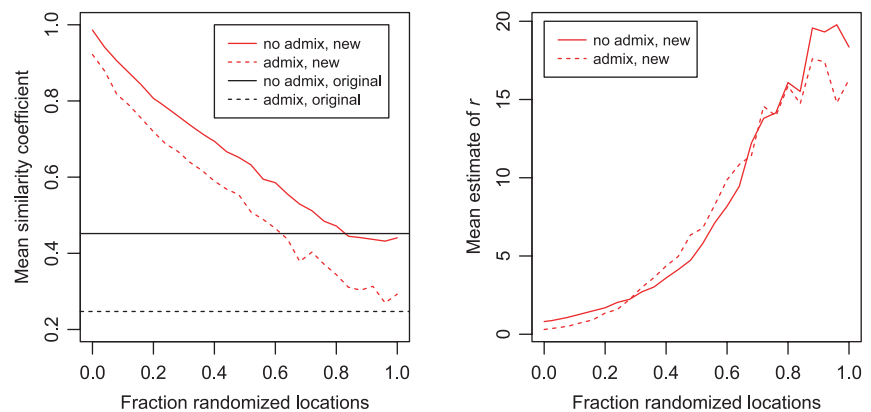 1.0
0.8
0.6
0.4
0.2
Mean similarity coefficient
no admix, new
admix, new
no admix, original
admix, original
0.0 0.2 0.4 0.6 0.8 1.0
Fraction randomized locations
20
15
10
5
0
Mean estimate of r
no admix, new
admix, new
0.0 0.2 0.4 0.6 0.8 1.0
Fraction randomized locations